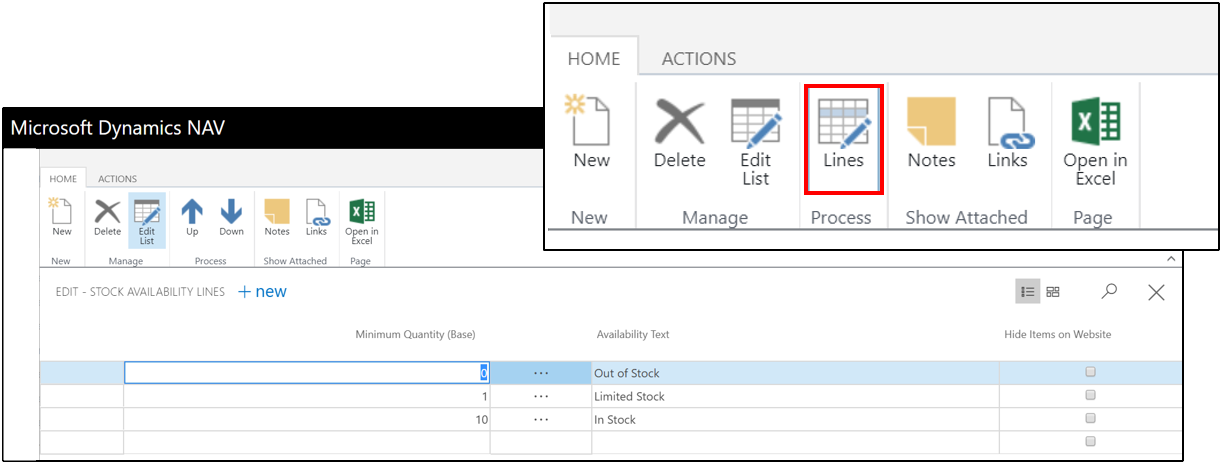 HOME ACTIONS
New Delete Edit List Lines Notes Links Open in Excel
New Manage Process Show Attached Page
Microsoft Dynamics NAV
HOME ACTIONS
New Delete Edit List Up Down Notes Links Open in Excel
New Manage Process Show Attached Page
EDIT - STOCK AVAILABILITY LINES + new
Minimum Quantity (Base) Availability Text Hide Items on Website
0 ... Out of Stock
1 ... Limited Stock
10 ... In Stock